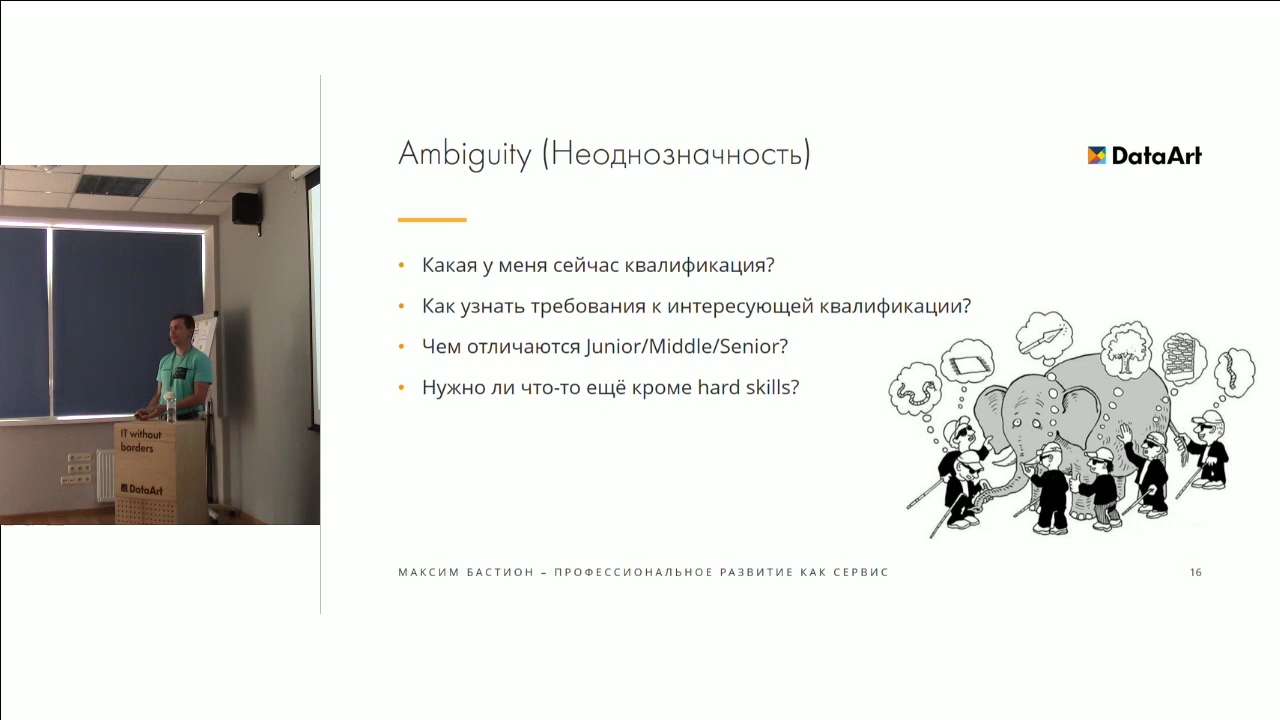 Ambiguity (Неоднозначность)
DataArt
• Какая у меня сейчас квалификация?
• Как узнать требования к интересующей квалификации?
• Чем отличаются Junior/Middle/Senior?
• Нужно ли что-то ещё кроме hard skills?
IT without
borders
DataArt
МАКСИМ БАСТИОН – ПРОФЕССИОНАЛЬНОЕ РАЗВИТИЕ КАК СЕРВИС
16